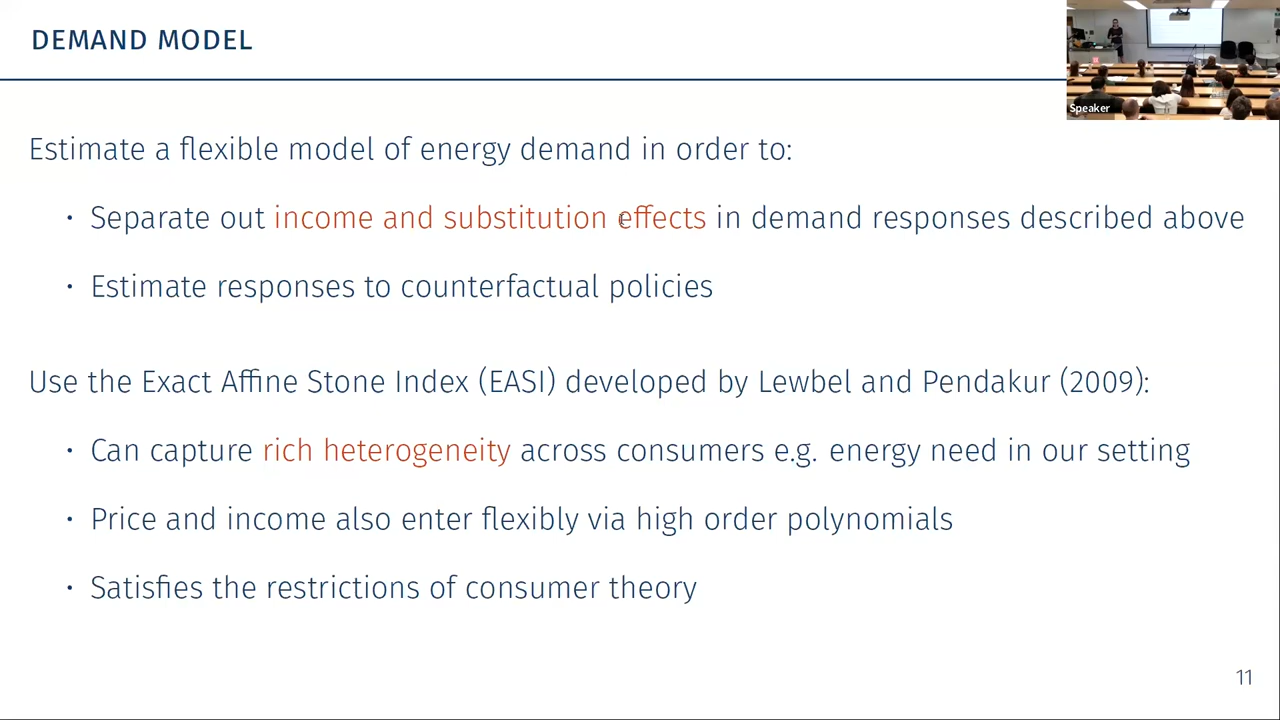 DEMAND MODEL
Speaker
Estimate a flexible model of energy demand in order to:
• Separate out income and substitution effects in demand responses described above
• Estimate responses to counterfactual policies
Use the Exact Affine Stone Index (EASI) developed by Lewbel and Pendakur (2009):
• Can capture rich heterogeneity across consumers e.g. energy need in our setting
• Price and income also enter flexibly via high order polynomials
• Satisfies the restrictions of consumer theory
11